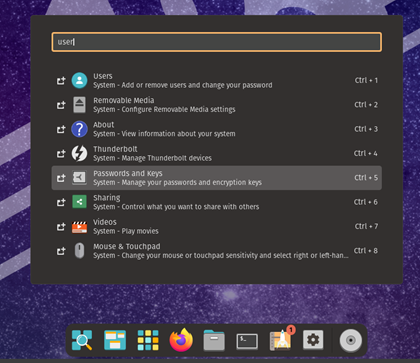 user
Users
System - Add or remove users and change your password
Ctrl + 1
Removable Media
System - Configure Removable Media settings
Ctrl + 2
About
System - View information about your system
Ctrl + 3
Thunderbolt
System - Manage Thunderbolt devices
Ctrl + 4
Passwords and Keys
System - Manage your passwords and encryption keys
Ctrl + 5
Sharing
System - Control what you want to share with others
Ctrl + 6
Videos
System - Play movies
Ctrl + 7
Mouse & Touchpad
System - Change your mouse or touchpad sensitivity and select right or left-han...
Ctrl + 8
$_
1